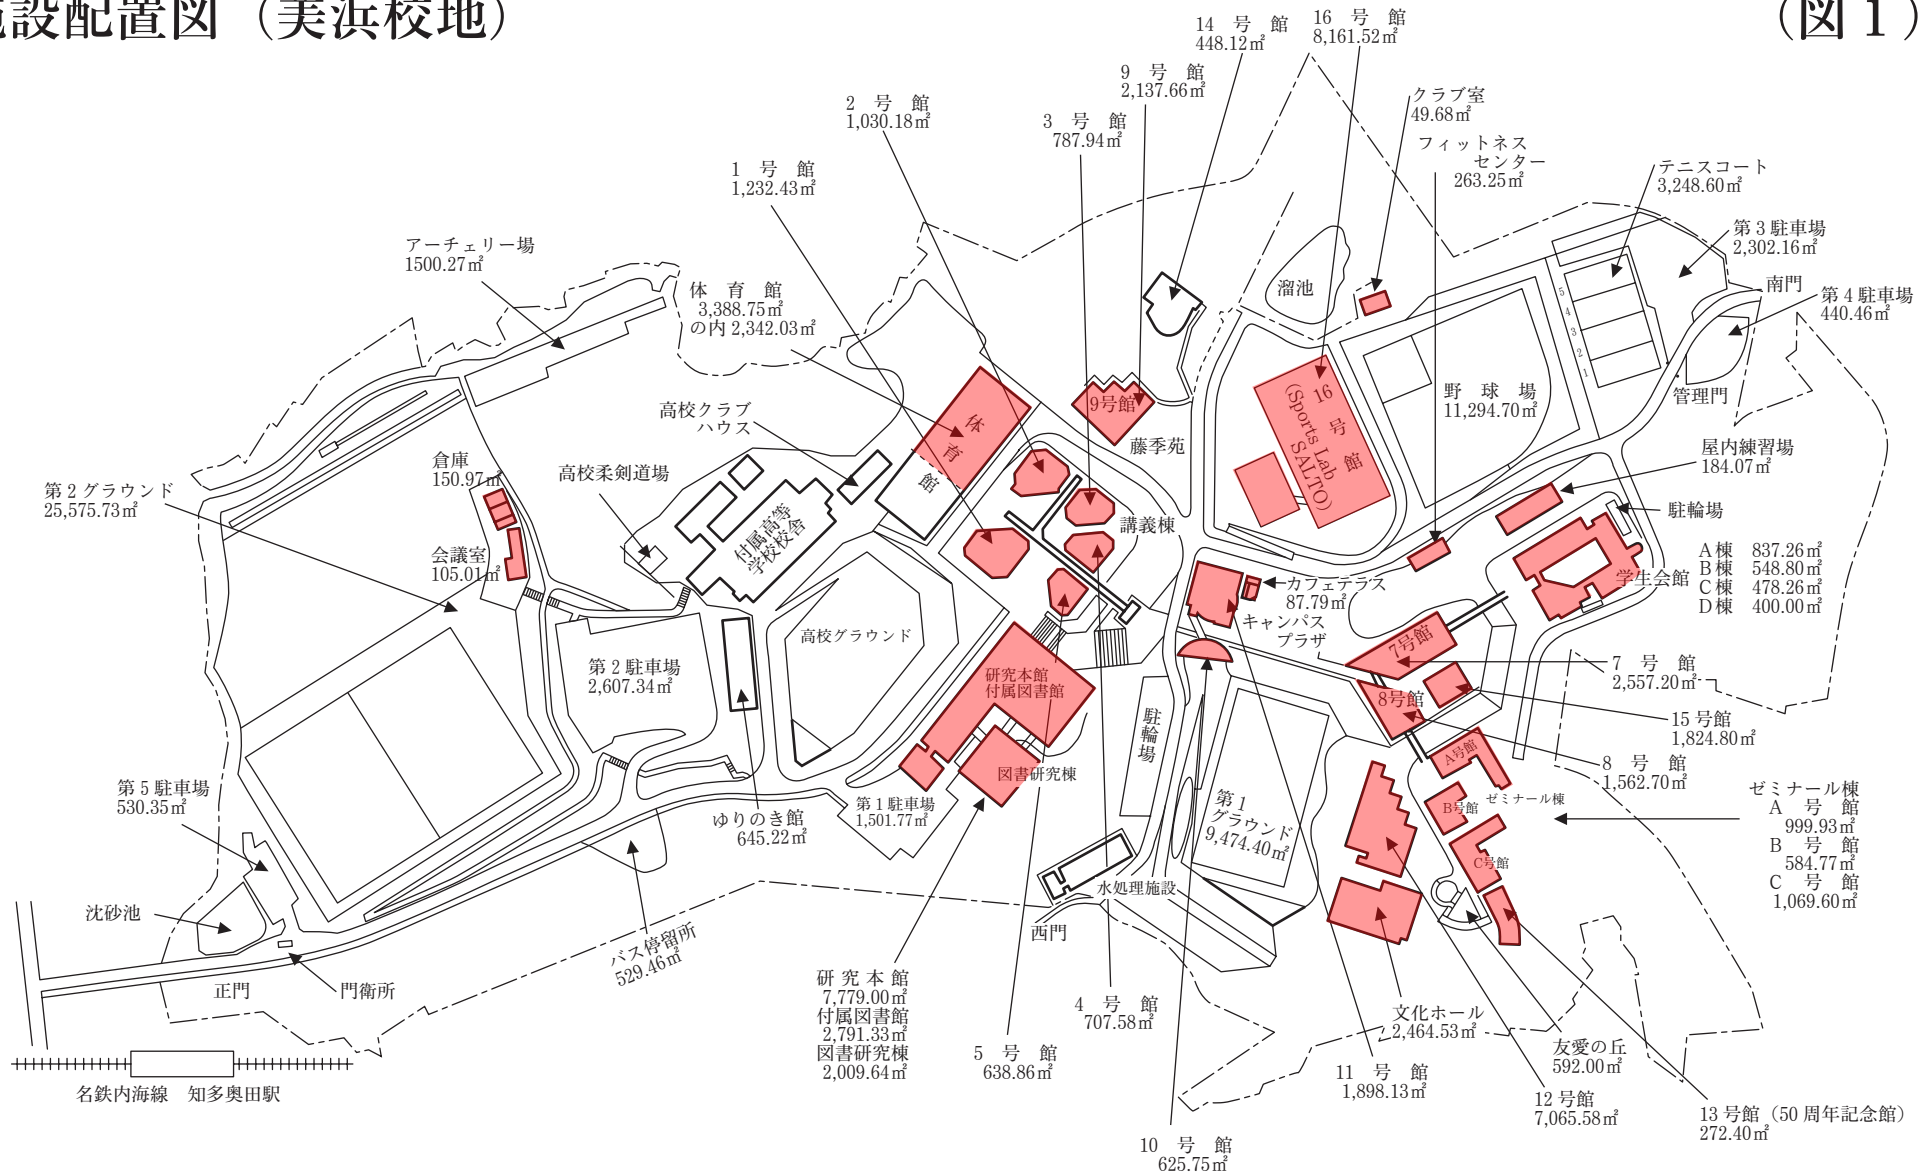 設配置図（美浜校地）
（図１）
14 号 館
448.12㎡
16 号 館
8,161.52㎡
9 号 館
2,137.66㎡
クラブ室
49.68㎡
2 号 館
1,030.18㎡
3 号 館
787.94㎡
フィットネス
センター
263.25㎡
テニスコート
3,248.60㎡
1 号 館
1,232.43㎡
第３駐車場
2,302.16㎡
アーチェリー場
1500.27㎡
体 育 館
3,388.75㎡
の内 2,342.03㎡
溜池
南門
第４駐車場
440.46㎡
5
4
3
2
1
管理門
野 球 場
11,294.70㎡
16 号 館
(Sports Lab
SALTO)
9号館
藤季苑
高校クラブ
ハウス
体 育 館
屋内練習場
184.07㎡
倉庫
150.97㎡
高校柔剣道場
第２グラウンド
25,575.73㎡
駐輪場
付属高等
学校校舎
講義棟
会議室
105.01㎡
A棟 837.26㎡
B棟 548.80㎡
C棟 478.26㎡
D棟 400.00㎡
学生会館
カフェテラス
87.79㎡
キャンパス
プラザ
高校グラウンド
7号館
第２駐車場
2,607.34㎡
研究本館
付属図書館
7 号 館
2,557.20㎡
8号館
15 号館
1,824.80㎡
駐輪場
A号館
8 号 館
1,562.70㎡
図書研究棟
第５駐車場
530.35㎡
第１駐車場
1,501.77㎡
ゆりのき館
645.22㎡
第１
グラウンド
9,474.40㎡
B号館
ゼミナール棟
ゼミナール棟
A 号 館
999.93㎡
B 号 館
584.77㎡
C 号 館
1,069.60㎡
C号館
水処理施設
沈砂池
西門
バス停留所
529.46㎡
正門
門衛所
研 究 本 館
7,779.00㎡
付属図書館
2,791.33㎡
図書研究棟
2,009.64㎡
4 号 館
707.58㎡
文化ホール
2,464.53㎡
5 号 館
638.86㎡
友愛の丘
592.00㎡
11 号 館
1,898.13㎡
名鉄内海線 知多奥田駅
12 号館
7,065.58㎡
13 号館（50 周年記念館）
272.40㎡
10 号 館
625.75㎡